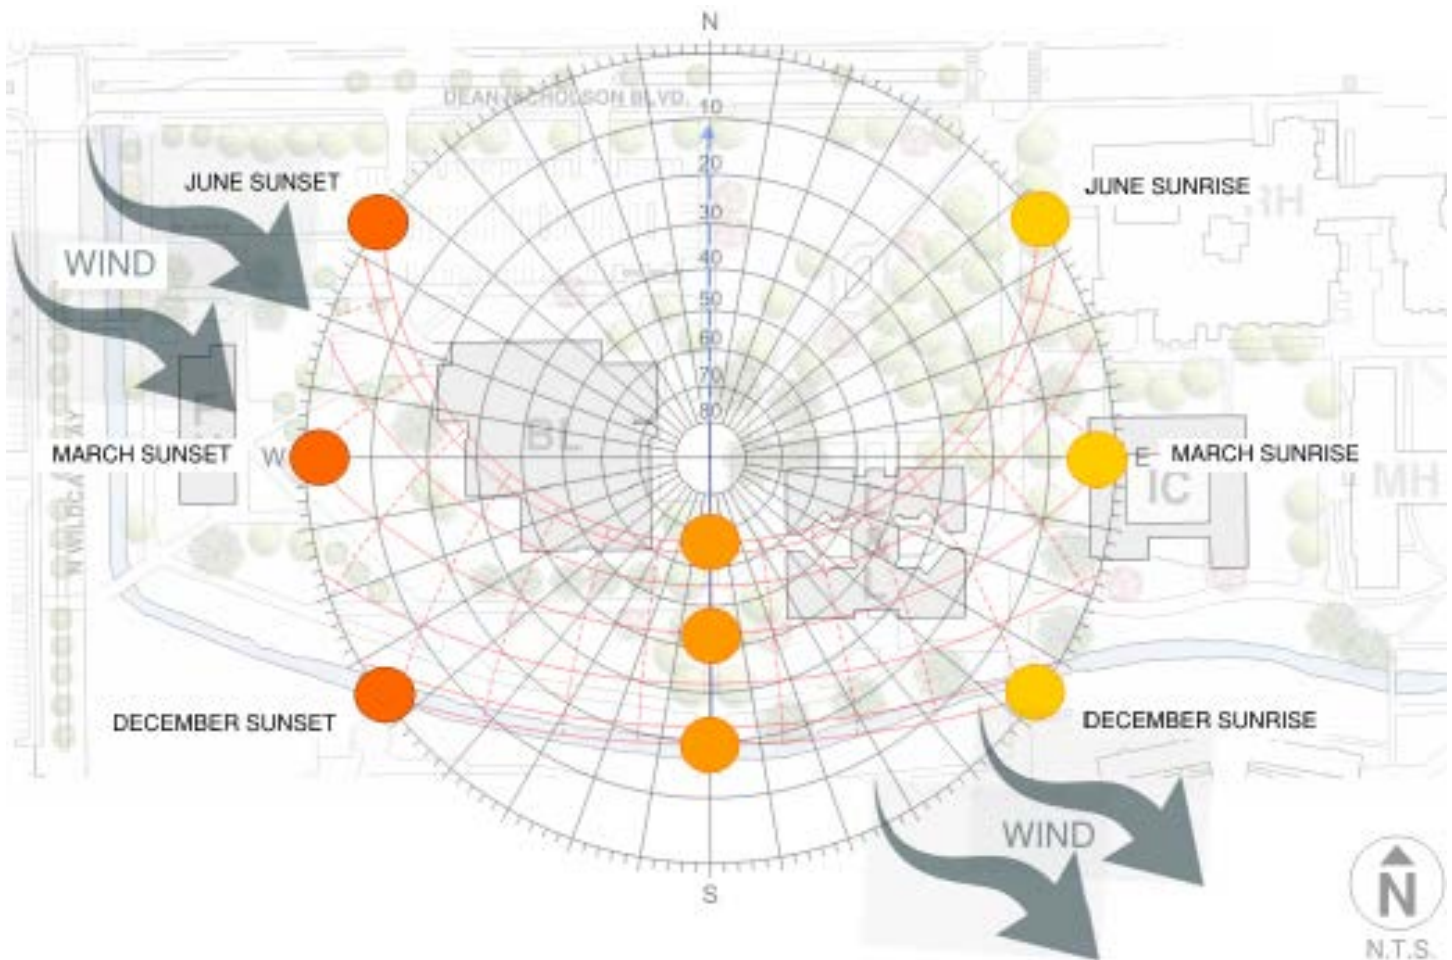 N
DEAN NICHOLSON BLVD.
10
JUNE SUNSET
20
JUNE SUNRISE
RH
30
WIND
40
50
60
70
80
BL
MARCH SUNSET
W
E
MARCH SUNRISE
IC
MH
DECEMBER SUNSET
DECEMBER SUNRISE
WIND
S
N
N.T.S.